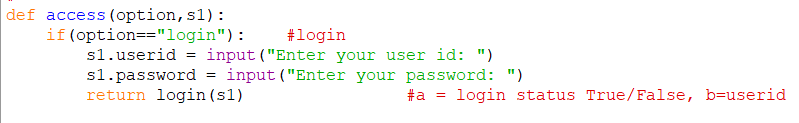 def access(option,s1):
    if(option=="login"):    #login
        s1.userid = input("Enter your user id: ")
        s1.password = input("Enter your password: ")
        return login(s1)                #a = login status True/False, b=userid